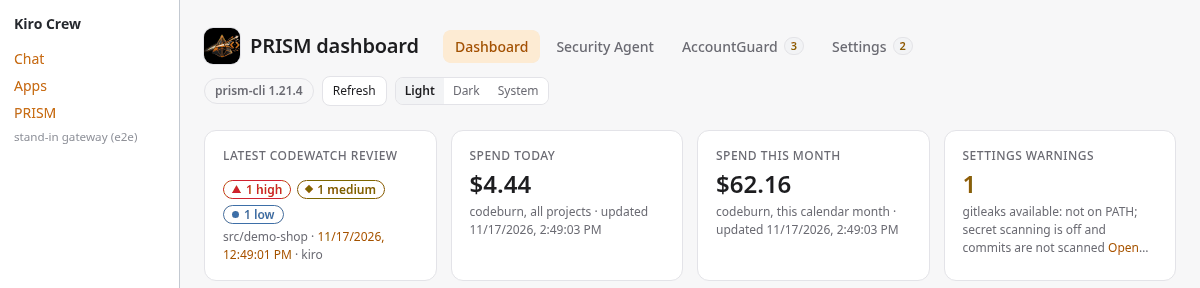 Kiro Crew
Chat
Apps
PRISM
stand-in gateway (e2e)
PRISM dashboard
Dashboard
Security Agent
AccountGuard 3
Settings 2
prism-cli 1.21.4
Refresh
Light
Dark
System
LATEST CODEWATCH REVIEW
1 high
1 medium
1 low
src/demo-shop · 11/17/2026,
12:49:01 PM · kiro
SPEND TODAY
$4.44
codeburn, all projects · updated
11/17/2026, 2:49:03 PM
SPEND THIS MONTH
$62.16
codeburn, this calendar month ·
updated 11/17/2026, 2:49:03 PM
SETTINGS WARNINGS
1
gitleaks available: not on PATH;
secret scanning is off and
commits are not scanned Open...